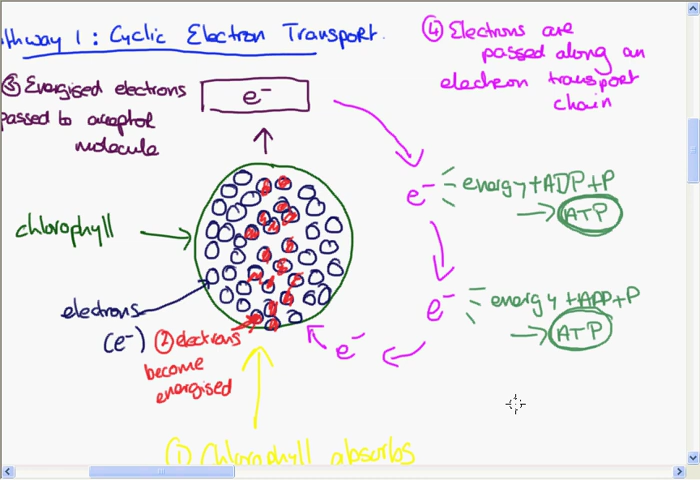 thway 1: Cyclic Electron Transport.
④ Electrons are
passed along an
electron transport
chain
③ Energised electrons
passed to acceptor
molecule
e-
e-
energy+ADP+P
→ ATP
chlorophyll
electrons
(e-)
② electrons
become
energised
e-
energy+ADP+P
→ ATP
e-
① Chlorophyll absorbs